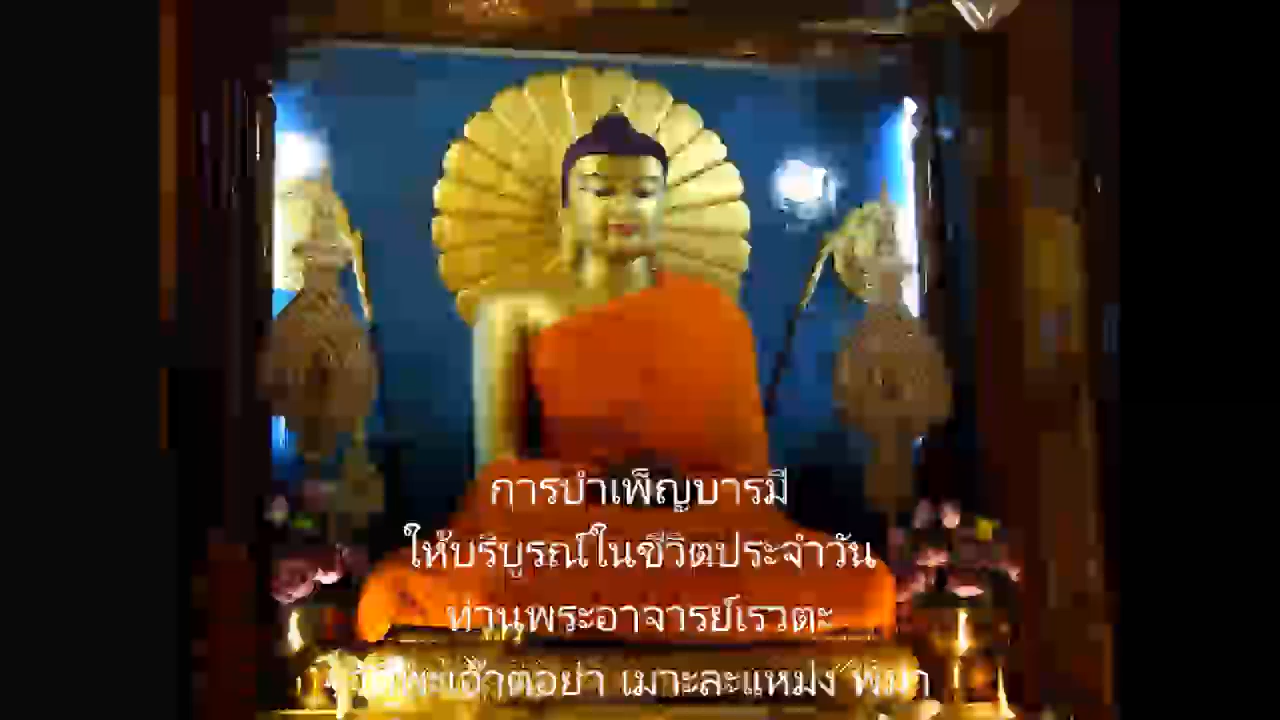 การบำเพ็ญบารมี
ให้บริบูรณ์ในชีวิตประจำวัน
ท่านพระอาจารย์เรวตะ
เมาะละแหม่ง พม่า